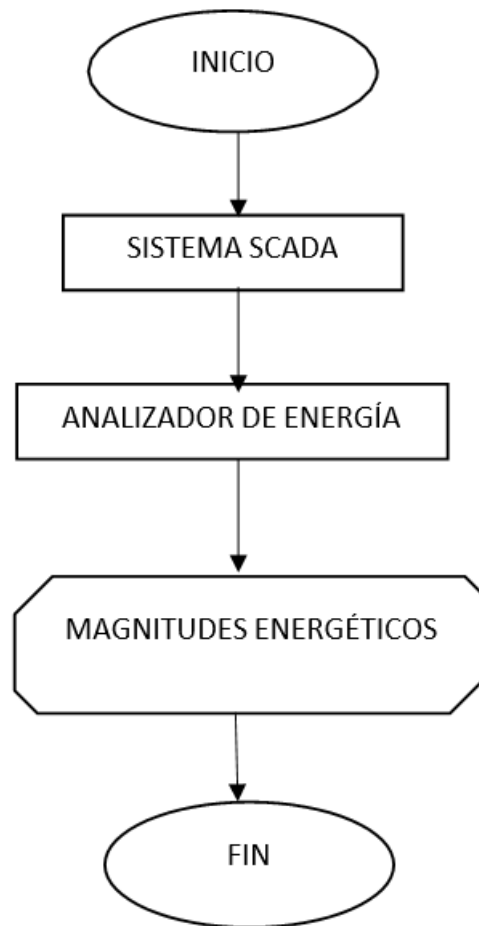 INICIO
SISTEMA SCADA
ANALIZADOR DE ENERGÍA
MAGNITUDES ENERGÉTICOS
FIN